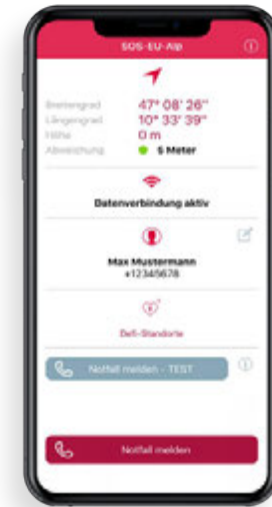 SOS-EU-Alp
Breitengrad 47° 08' 26"
Längengrad 10° 33' 39"
Höhe 0 m
Abweichung 5 Meter
Datenverbindung aktiv
Max Mustermann
+12345678
Defi-Standorte
Notfall melden - TEST
Notfall melden